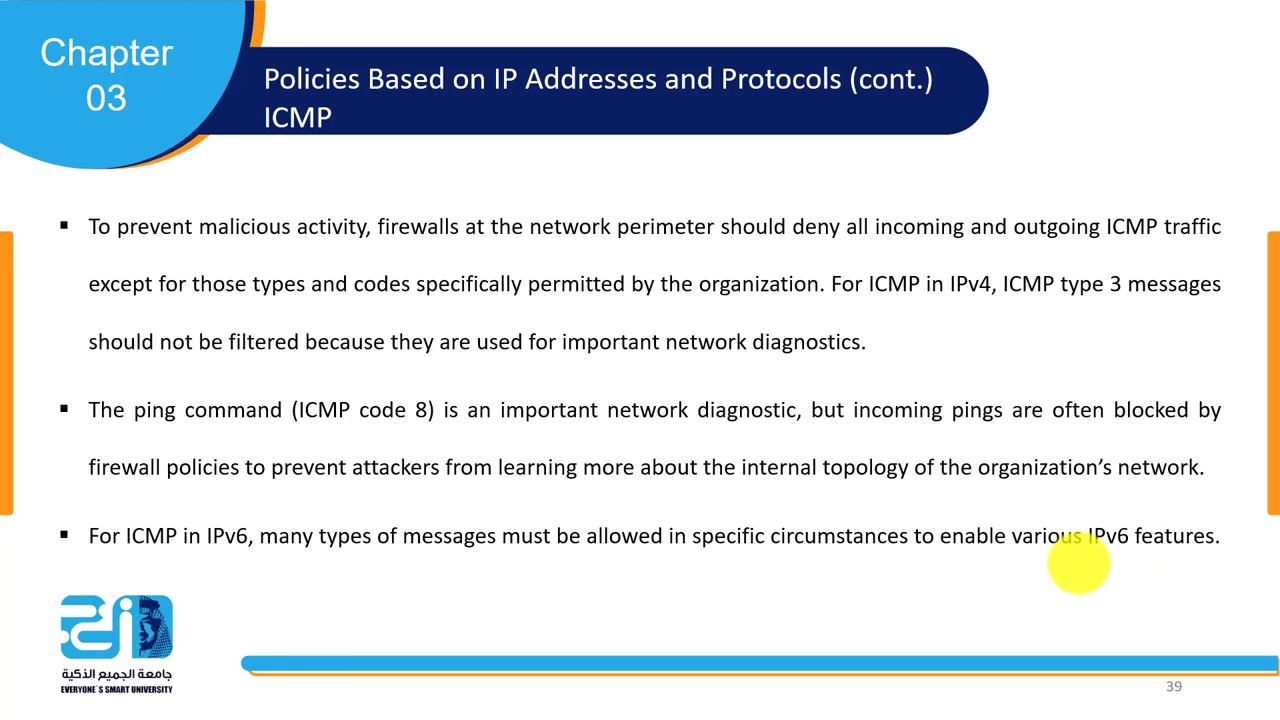 Chapter
03
Policies Based on IP Addresses and Protocols (cont.)
ICMP
▪ To prevent malicious activity, firewalls at the network perimeter should deny all incoming and outgoing ICMP traffic
except for those types and codes specifically permitted by the organization. For ICMP in IPv4, ICMP type 3 messages
should not be filtered because they are used for important network diagnostics.
▪ The ping command (ICMP code 8) is an important network diagnostic, but incoming pings are often blocked by
firewall policies to prevent attackers from learning more about the internal topology of the organization’s network.
▪ For ICMP in IPv6, many types of messages must be allowed in specific circumstances to enable various IPv6 features.
جامعة الجميع الذكية
EVERYONE`S SMART UNIVERSITY
39